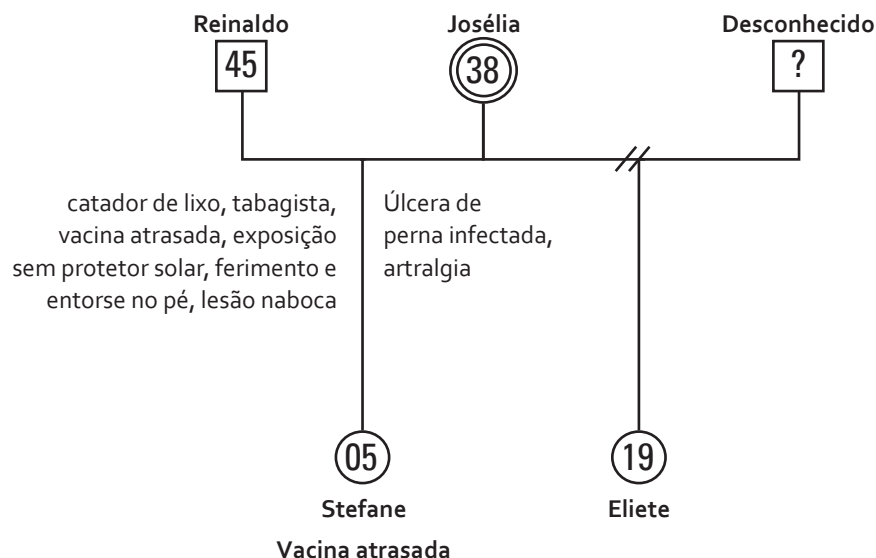 Reinaldo
Josélia
Desconhecido
45
38
?
catador de lixo, tabagista,
vacina atrasada, exposição
sem protetor solar, ferimento e
entorse no pé, lesão naboca
Úlcera de
perna infectada,
artralgia
05
19
Stefane
Eliete
Vacina atrasada